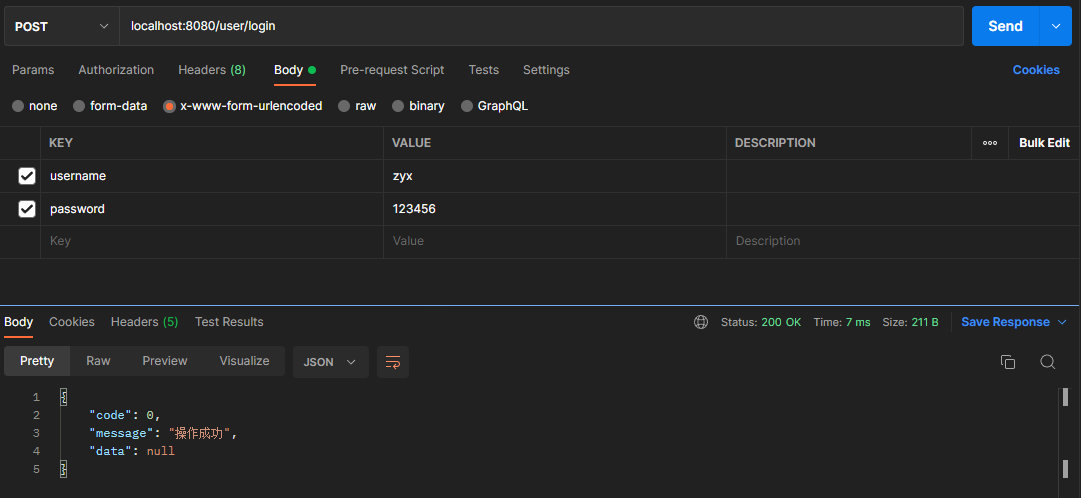 POST localhost:8080/user/login Send
Params Authorization Headers (8) Body Pre-request Script Tests Settings Cookies
none form-data x-www-form-urlencoded raw binary GraphQL
KEY VALUE DESCRIPTION ooo Bulk Edit
username zyx
password 123456
Key Value Description
Body Cookies Headers (5) Test Results Status: 200 OK Time: 7 ms Size: 211 B Save Response
Pretty Raw Preview Visualize JSON
1 {
2 "code": 0,
3 "message": "操作成功",
4 "data": null
5 }